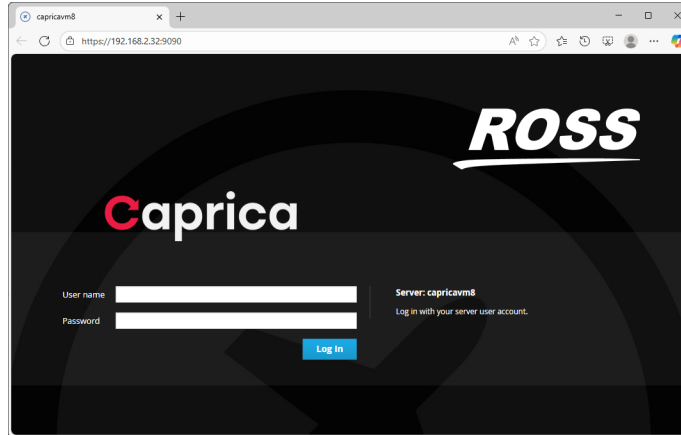 capricavm8
https://192.168.2.32:9090
ROSS
Caprica
User name
Password
Log In
Server: capricavm8
Log in with your server user account.